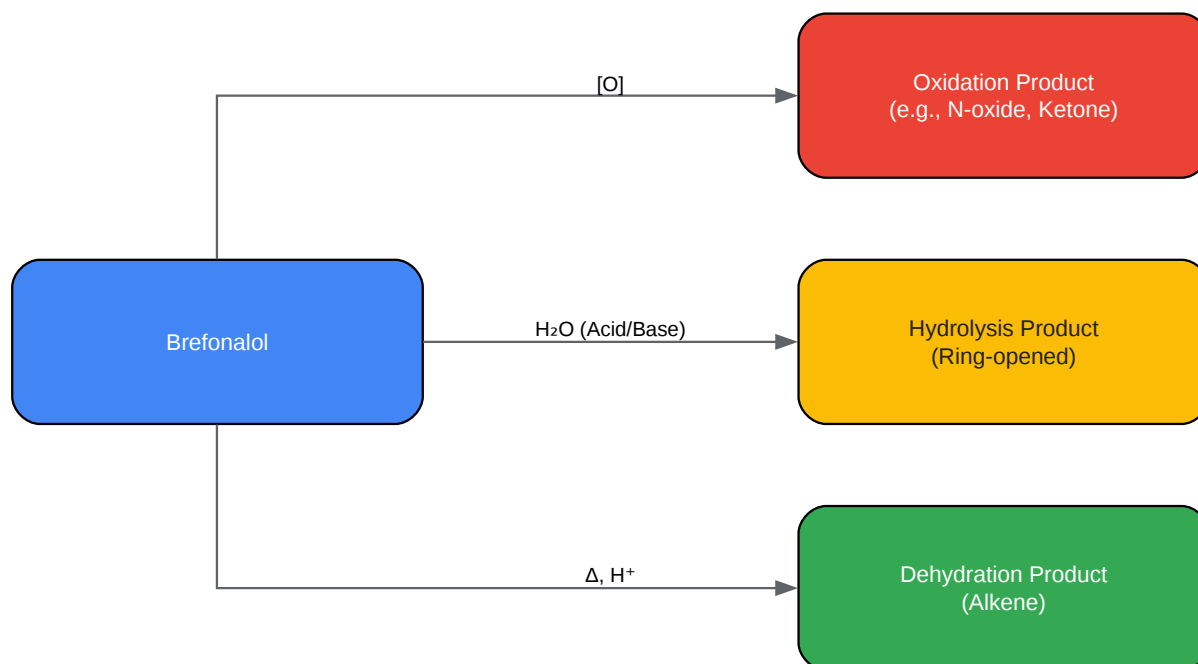 [O]
Oxidation Product
(e.g., N-oxide, Ketone)
Brefonalol
H₂O (Acid/Base)
Hydrolysis Product
(Ring-opened)
Δ, H⁺
Dehydration Product
(Alkene)